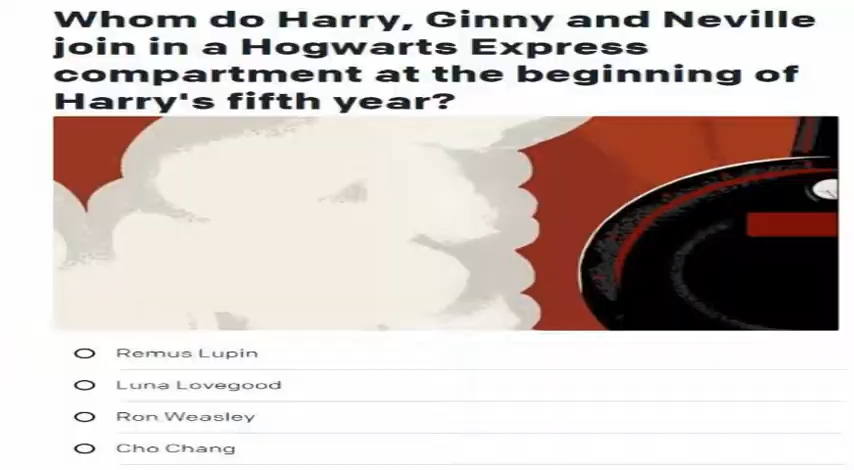 Whom do Harry, Ginny and Neville
join in a Hogwarts Express
compartment at the beginning of
Harry's fifth year?
Remus Lupin
Luna Lovegood
Ron Weasley
Cho Chang